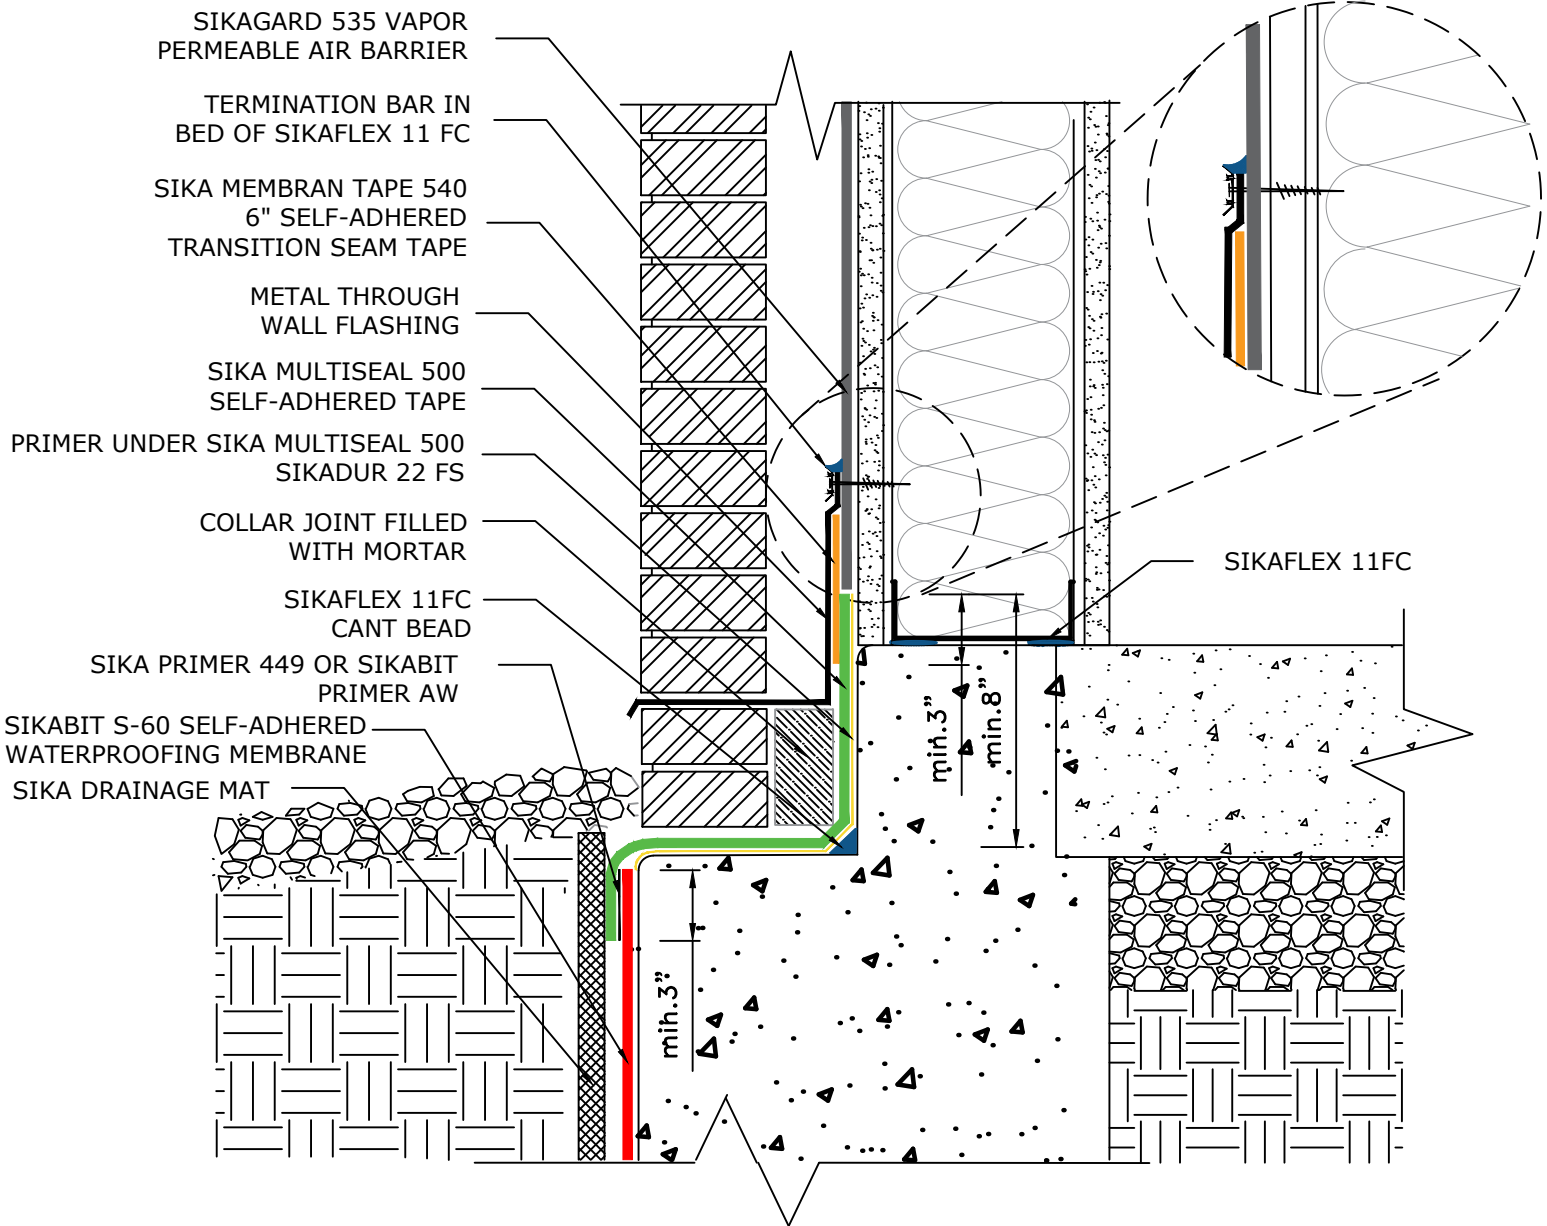 SIKAGARD 535 VAPOR
PERMEABLE AIR BARRIER
TERMINATION BAR IN
BED OF SIKAFLEX 11 FC
SIKA MEMBRAN TAPE 540
6" SELF-ADHERED
TRANSITION SEAM TAPE
METAL THROUGH
WALL FLASHING
SIKA MULTISEAL 500
SELF-ADHERED TAPE
PRIMER UNDER SIKA MULTISEAL 500
SIKADUR 22 FS
COLLAR JOINT FILLED
WITH MORTAR
SIKAFLEX 11FC
CANT BEAD
SIKA PRIMER 449 OR SIKABIT
PRIMER AW
SIKABIT S-60 SELF-ADHERED
WATERPROOFING MEMBRANE
SIKA DRAINAGE MAT
SIKAFLEX 11FC
min.3”
min.8”
min.3”